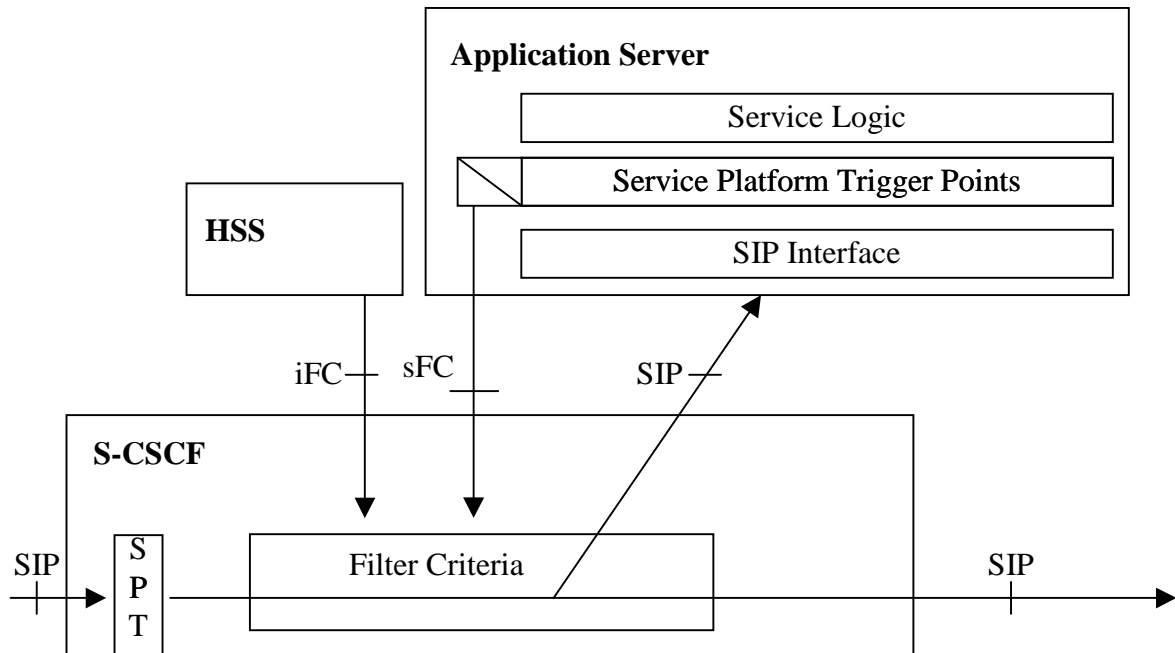 Application Server
Service Logic
Service Platform Trigger Points
HSS
SIP Interface
iFC
sFC
SIP
S-CSCF
SIP
S
P
T
Filter Criteria
SIP